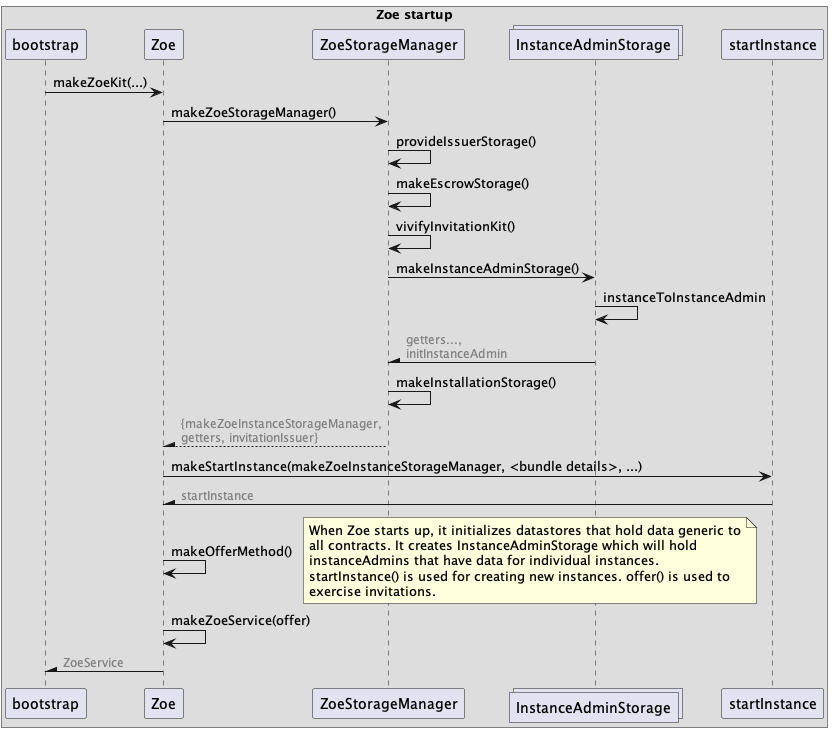 Zoe startup
bootstrap
Zoe
ZoeStorageManager
InstanceAdminStorage
startInstance
makeZoeKit(...)
makeZoeStorageManager()
provideIssuerStorage()
makeEscrowStorage()
vivifyInvitationKit()
makeInstanceAdminStorage()
instanceToInstanceAdmin
getters...,
initInstanceAdmin
makeInstallationStorage()
{makeZoeInstanceStorageManager,
getters, invitationIssuer}
makeStartInstance(makeZoeInstanceStorageManager, <bundle details>, ...)
startInstance
When Zoe starts up, it initializes datastores that hold data generic to
all contracts. It creates InstanceAdminStorage which will hold
instanceAdmins that have data for individual instances.
startInstance() is used for creating new instances. offer() is used to
exercise invitations.
makeOfferMethod()
makeZoeService(offer)
ZoeService
bootstrap
Zoe
ZoeStorageManager
InstanceAdminStorage
startInstance